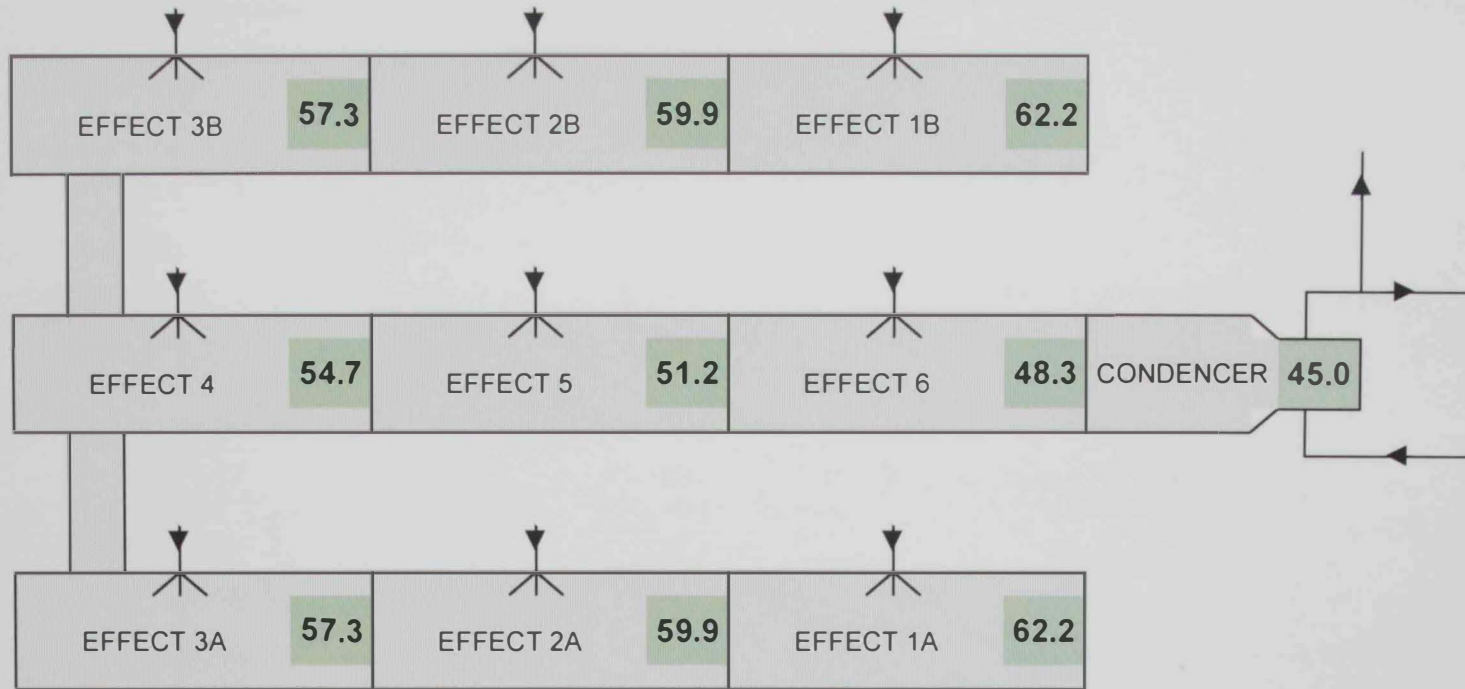 EFFECT 3B 57.3 EFFECT 2B 59.9 EFFECT 1B 62.2
EFFECT 4 54.7 EFFECT 5 51.2 EFFECT 6 48.3 CONDENCER 45.0
EFFECT 3A 57.3 EFFECT 2A 59.9 EFFECT 1A 62.2